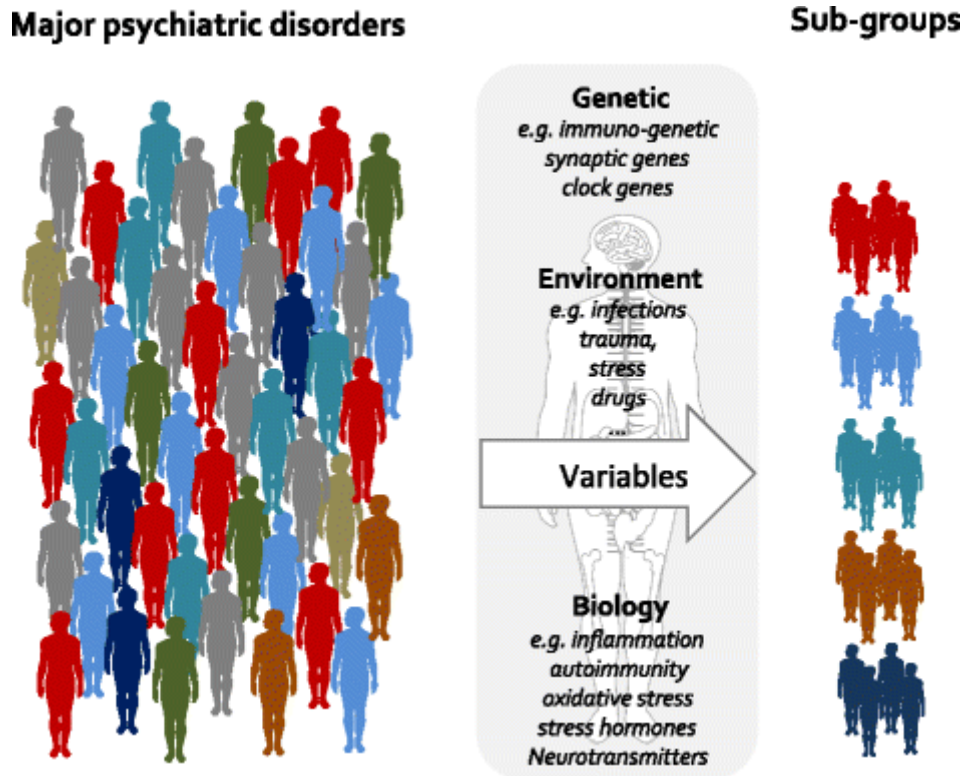 Major psychiatric disorders
Sub-groups
Genetic
e.g. immuno-genetic
synaptic genes
clock genes
Environment
e.g. infections
trauma,
stress
drugs
...
Variables
Biology
e.g. inflammation
autoimmunity
oxidative stress
stress hormones
Neurotransmitters